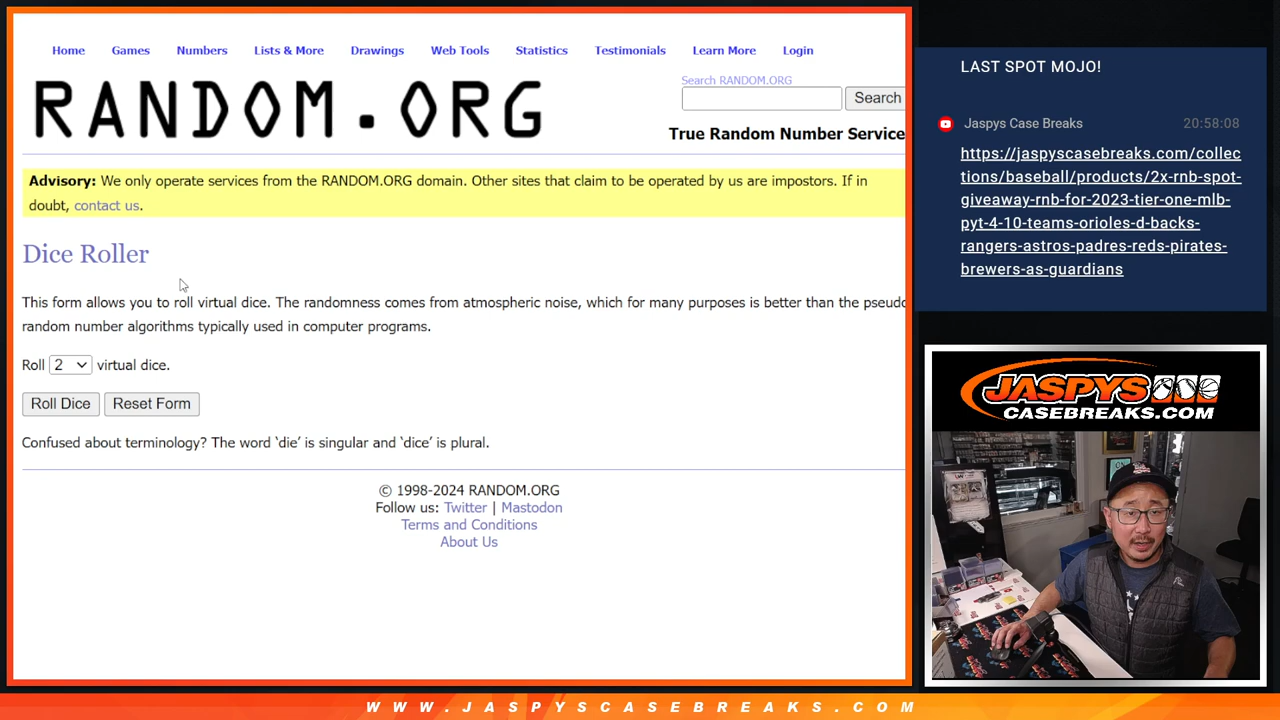 Home Games Numbers Lists & More Drawings Web Tools Statistics Testimonials Learn More Login
RANDOM.ORG
Search RANDOM.ORG
Search
True Random Number Service
Advisory: We only operate services from the RANDOM.ORG domain. Other sites that claim to be operated by us are impostors. If in
doubt, contact us.
Dice Roller
This form allows you to roll virtual dice. The randomness comes from atmospheric noise, which for many purposes is better than the pseudo
random number algorithms typically used in computer programs.
Roll 2 virtual dice.
Roll Dice Reset Form
Confused about terminology? The word ‘die’ is singular and ‘dice’ is plural.
© 1998-2024 RANDOM.ORG
Follow us: Twitter | Mastodon
Terms and Conditions
About Us
LAST SPOT MOJO!
Jaspys Case Breaks 20:58:08
https://jaspyscasebreaks.com/collec
tions/baseball/products/2x-rnb-spot-
giveaway-rnb-for-2023-tier-one-mlb-
pyt-4-10-teams-orioles-d-backs-
rangers-astros-padres-reds-pirates-
brewers-as-guardians
JASPYS
CASEBREAKS.COM
WWW.JASPYSCASEBREAKS.COM